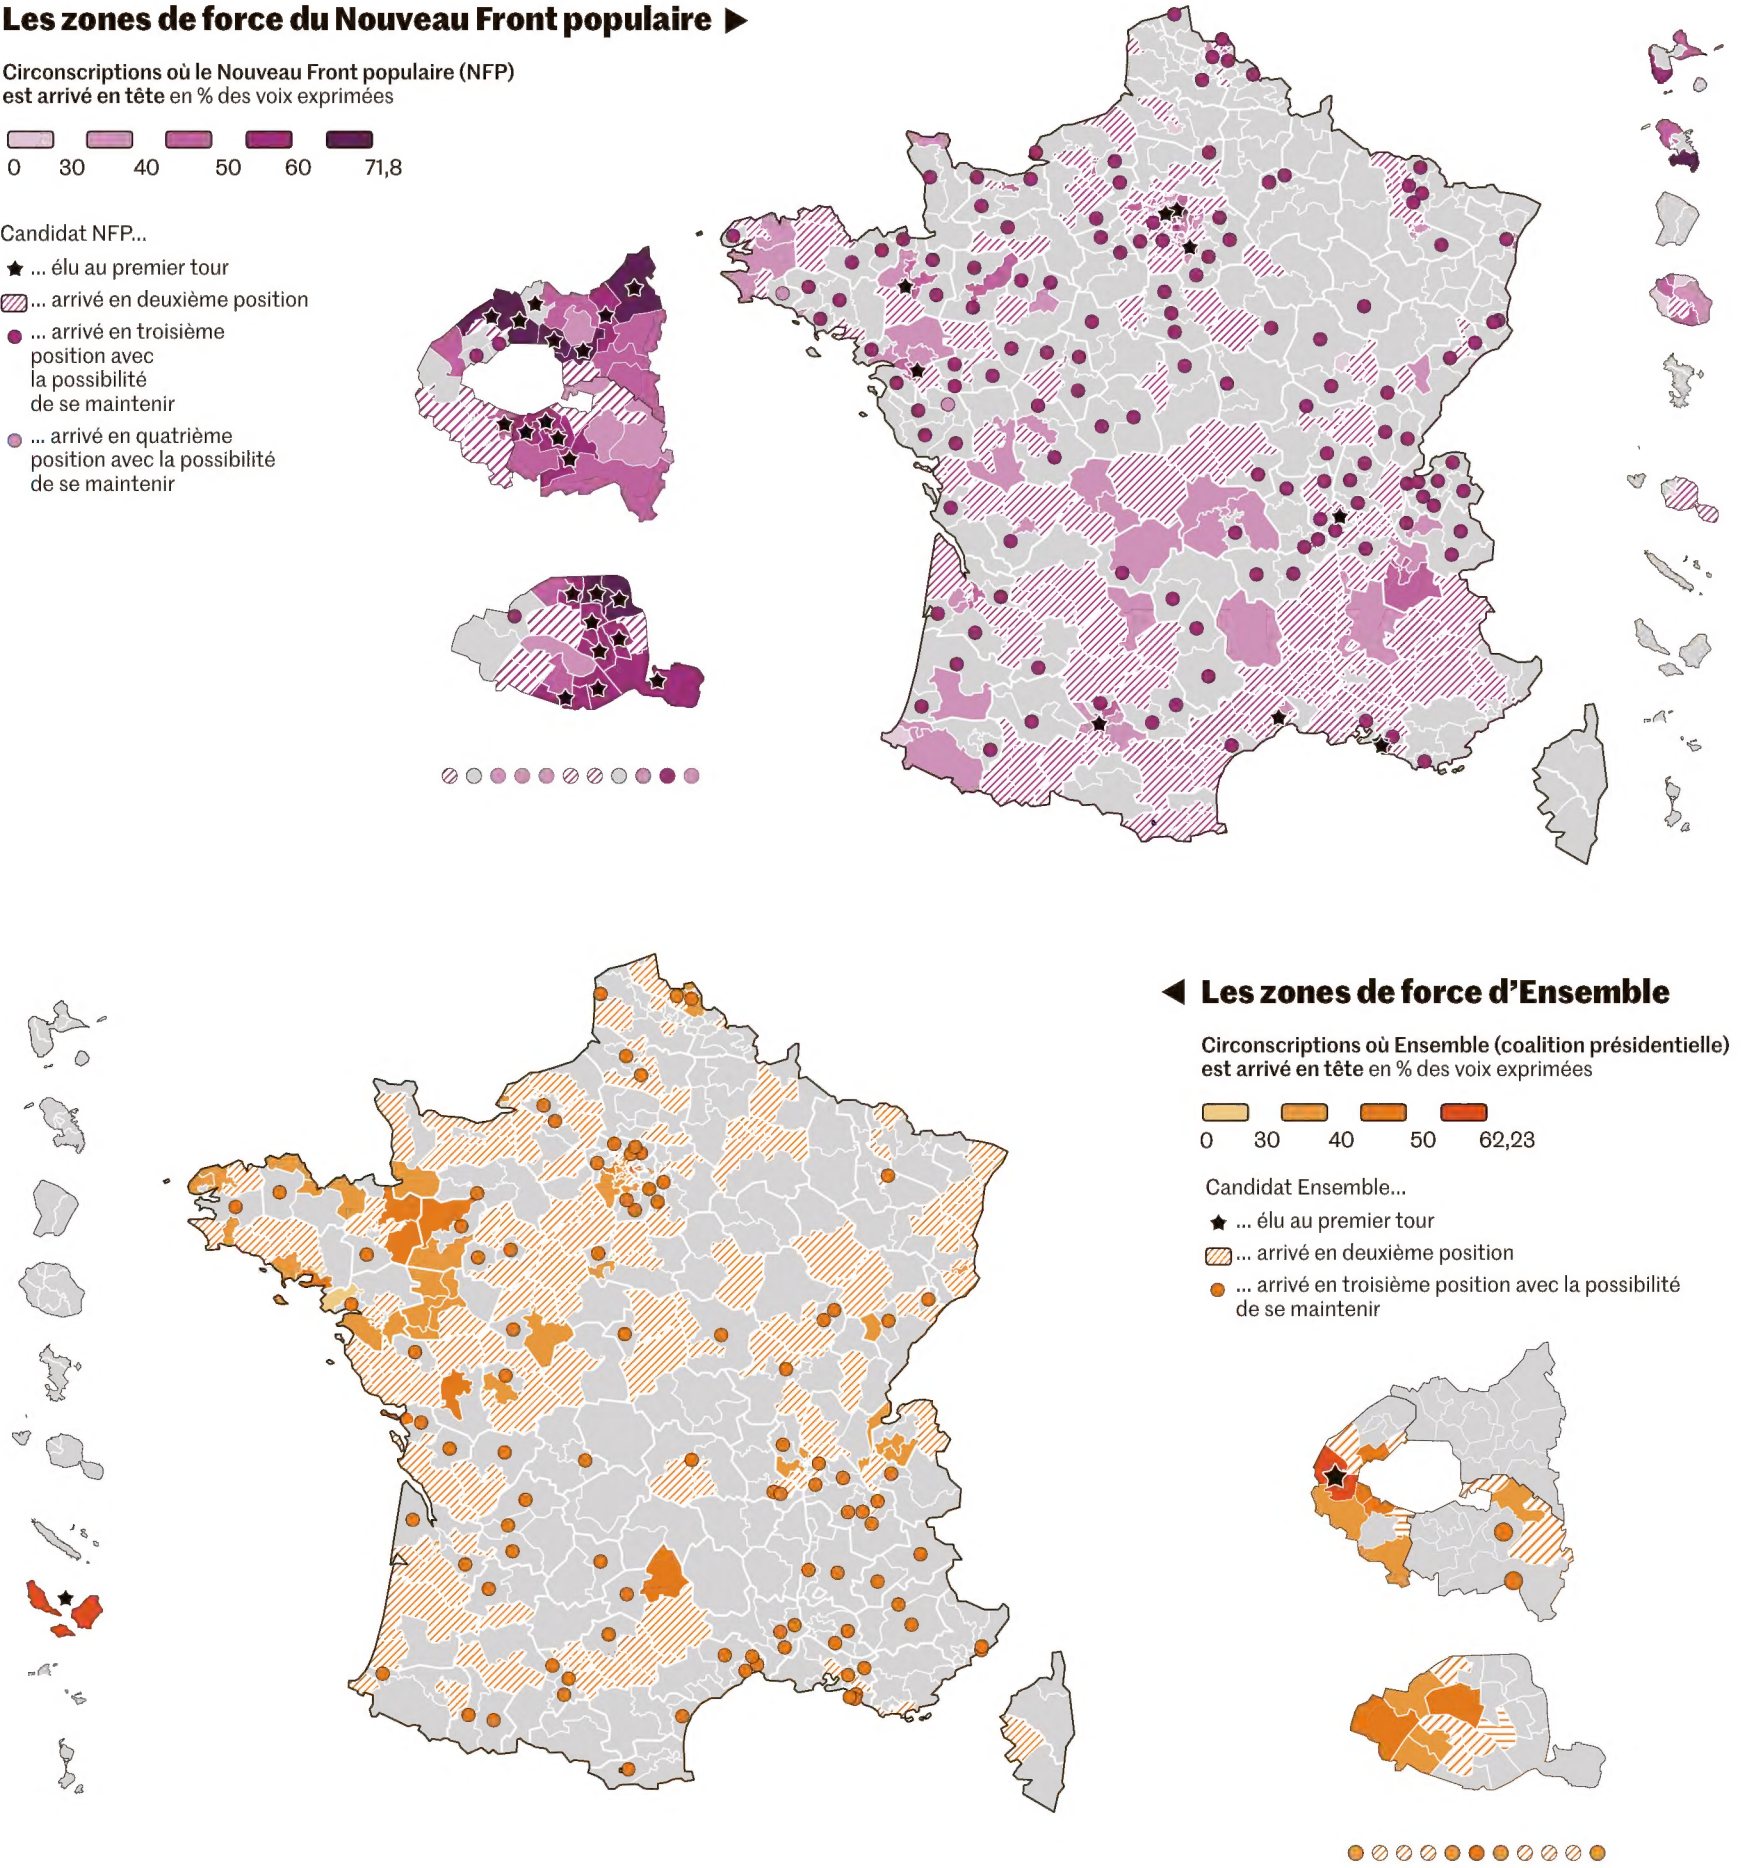 Les zones de force du Nouveau Front populaire ▶
Circonscriptions où le Nouveau Front populaire (NFP)
est arrivé en tête en % des voix exprimées
0 30 40 50 60 71,8
Candidat NFP...
... élu au premier tour
... arrivé en deuxième position
... arrivé en troisième
position avec
la possibilité
de se maintenir
... arrivé en quatrième
position avec la possibilité
de se maintenir
◀ Les zones de force d'Ensemble
Circonscriptions où Ensemble (coalition présidentielle)
est arrivé en tête en % des voix exprimées
0 30 40 50 62,23
Candidat Ensemble...
... élu au premier tour
... arrivé en deuxième position
... arrivé en troisième position avec la possibilité
de se maintenir